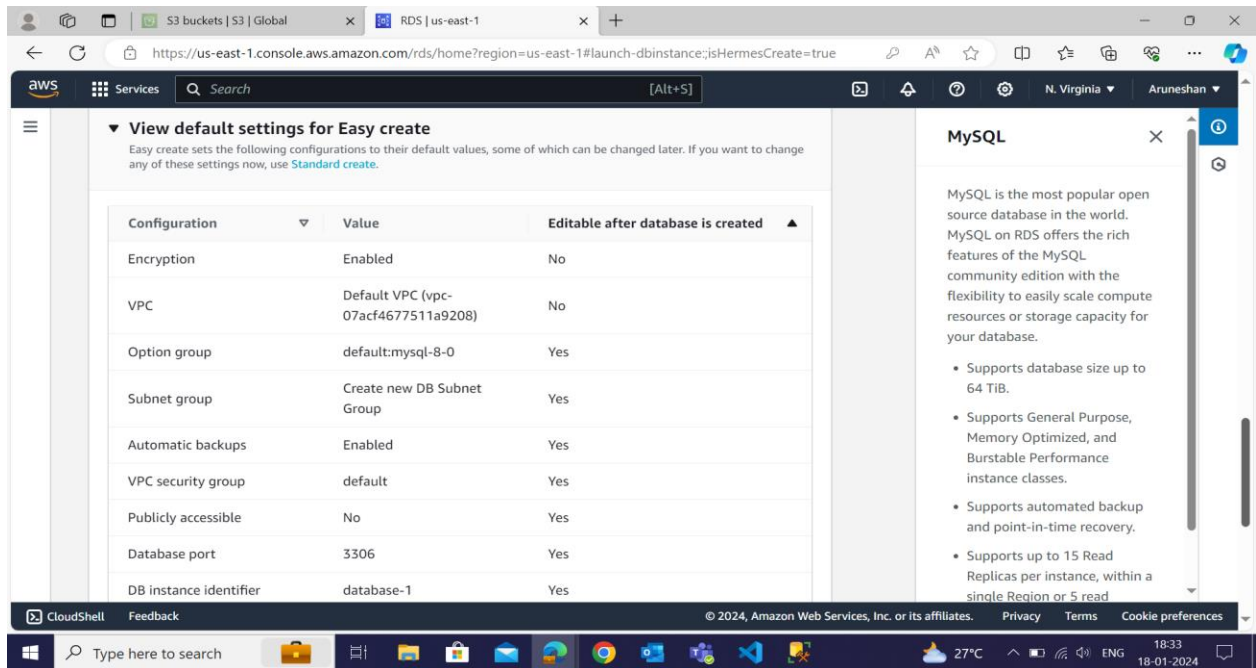 S3 buckets | S3 | Global
RDS | us-east-1
https://us-east-1.console.aws.amazon.com/rds/home?region=us-east-1#launch-dbinstance:;isHermesCreate=true
aws
Services
Search
[Alt+S]
N. Virginia
Aruneshan
View default settings for Easy create
Easy create sets the following configurations to their default values, some of which can be changed later. If you want to change
any of these settings now, use Standard create.
Configuration Value Editable after database is created
Encryption Enabled No
VPC Default VPC (vpc-
07acf4677511a9208) No
Option group default:mysql-8-0 Yes
Subnet group Create new DB Subnet
Group Yes
Automatic backups Enabled Yes
VPC security group default Yes
Publicly accessible No Yes
Database port 3306 Yes
DB instance identifier database-1 Yes
MySQL
MySQL is the most popular open
source database in the world.
MySQL on RDS offers the rich
features of the MySQL
community edition with the
flexibility to easily scale compute
resources or storage capacity for
your database.
• Supports database size up to
64 TiB.
• Supports General Purpose,
Memory Optimized, and
Burstable Performance
instance classes.
• Supports automated backup
and point-in-time recovery.
• Supports up to 15 Read
Replicas per instance, within a
single Region or 5 read
CloudShell
Feedback
© 2024, Amazon Web Services, Inc. or its affiliates.
Privacy
Terms
Cookie preferences
Type here to search
27°C
ENG
18:33
18-01-2024